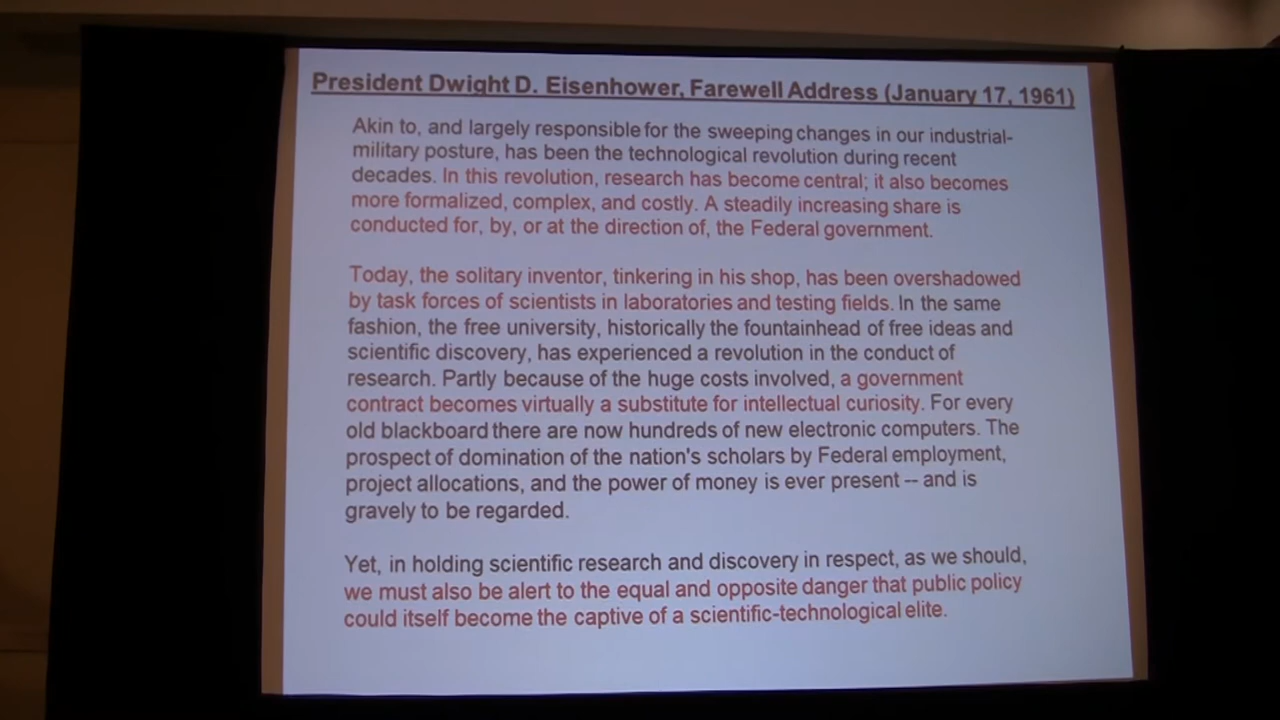 President Dwight D. Eisenhower, Farewell Address (January 17, 1961)
Akin to, and largely responsible for the sweeping changes in our industrial-
military posture, has been the technological revolution during recent
decades. In this revolution, research has become central; it also becomes
more formalized, complex, and costly. A steadily increasing share is
conducted for, by, or at the direction of, the Federal government.
Today, the solitary inventor, tinkering in his shop, has been overshadowed
by task forces of scientists in laboratories and testing fields. In the same
fashion, the free university, historically the fountainhead of free ideas and
scientific discovery, has experienced a revolution in the conduct of
research. Partly because of the huge costs involved, a government
contract becomes virtually a substitute for intellectual curiosity. For every
old blackboard there are now hundreds of new electronic computers. The
prospect of domination of the nation's scholars by Federal employment,
project allocations, and the power of money is ever present -- and is
gravely to be regarded.
Yet, in holding scientific research and discovery in respect, as we should,
we must also be alert to the equal and opposite danger that public policy
could itself become the captive of a scientific-technological elite.